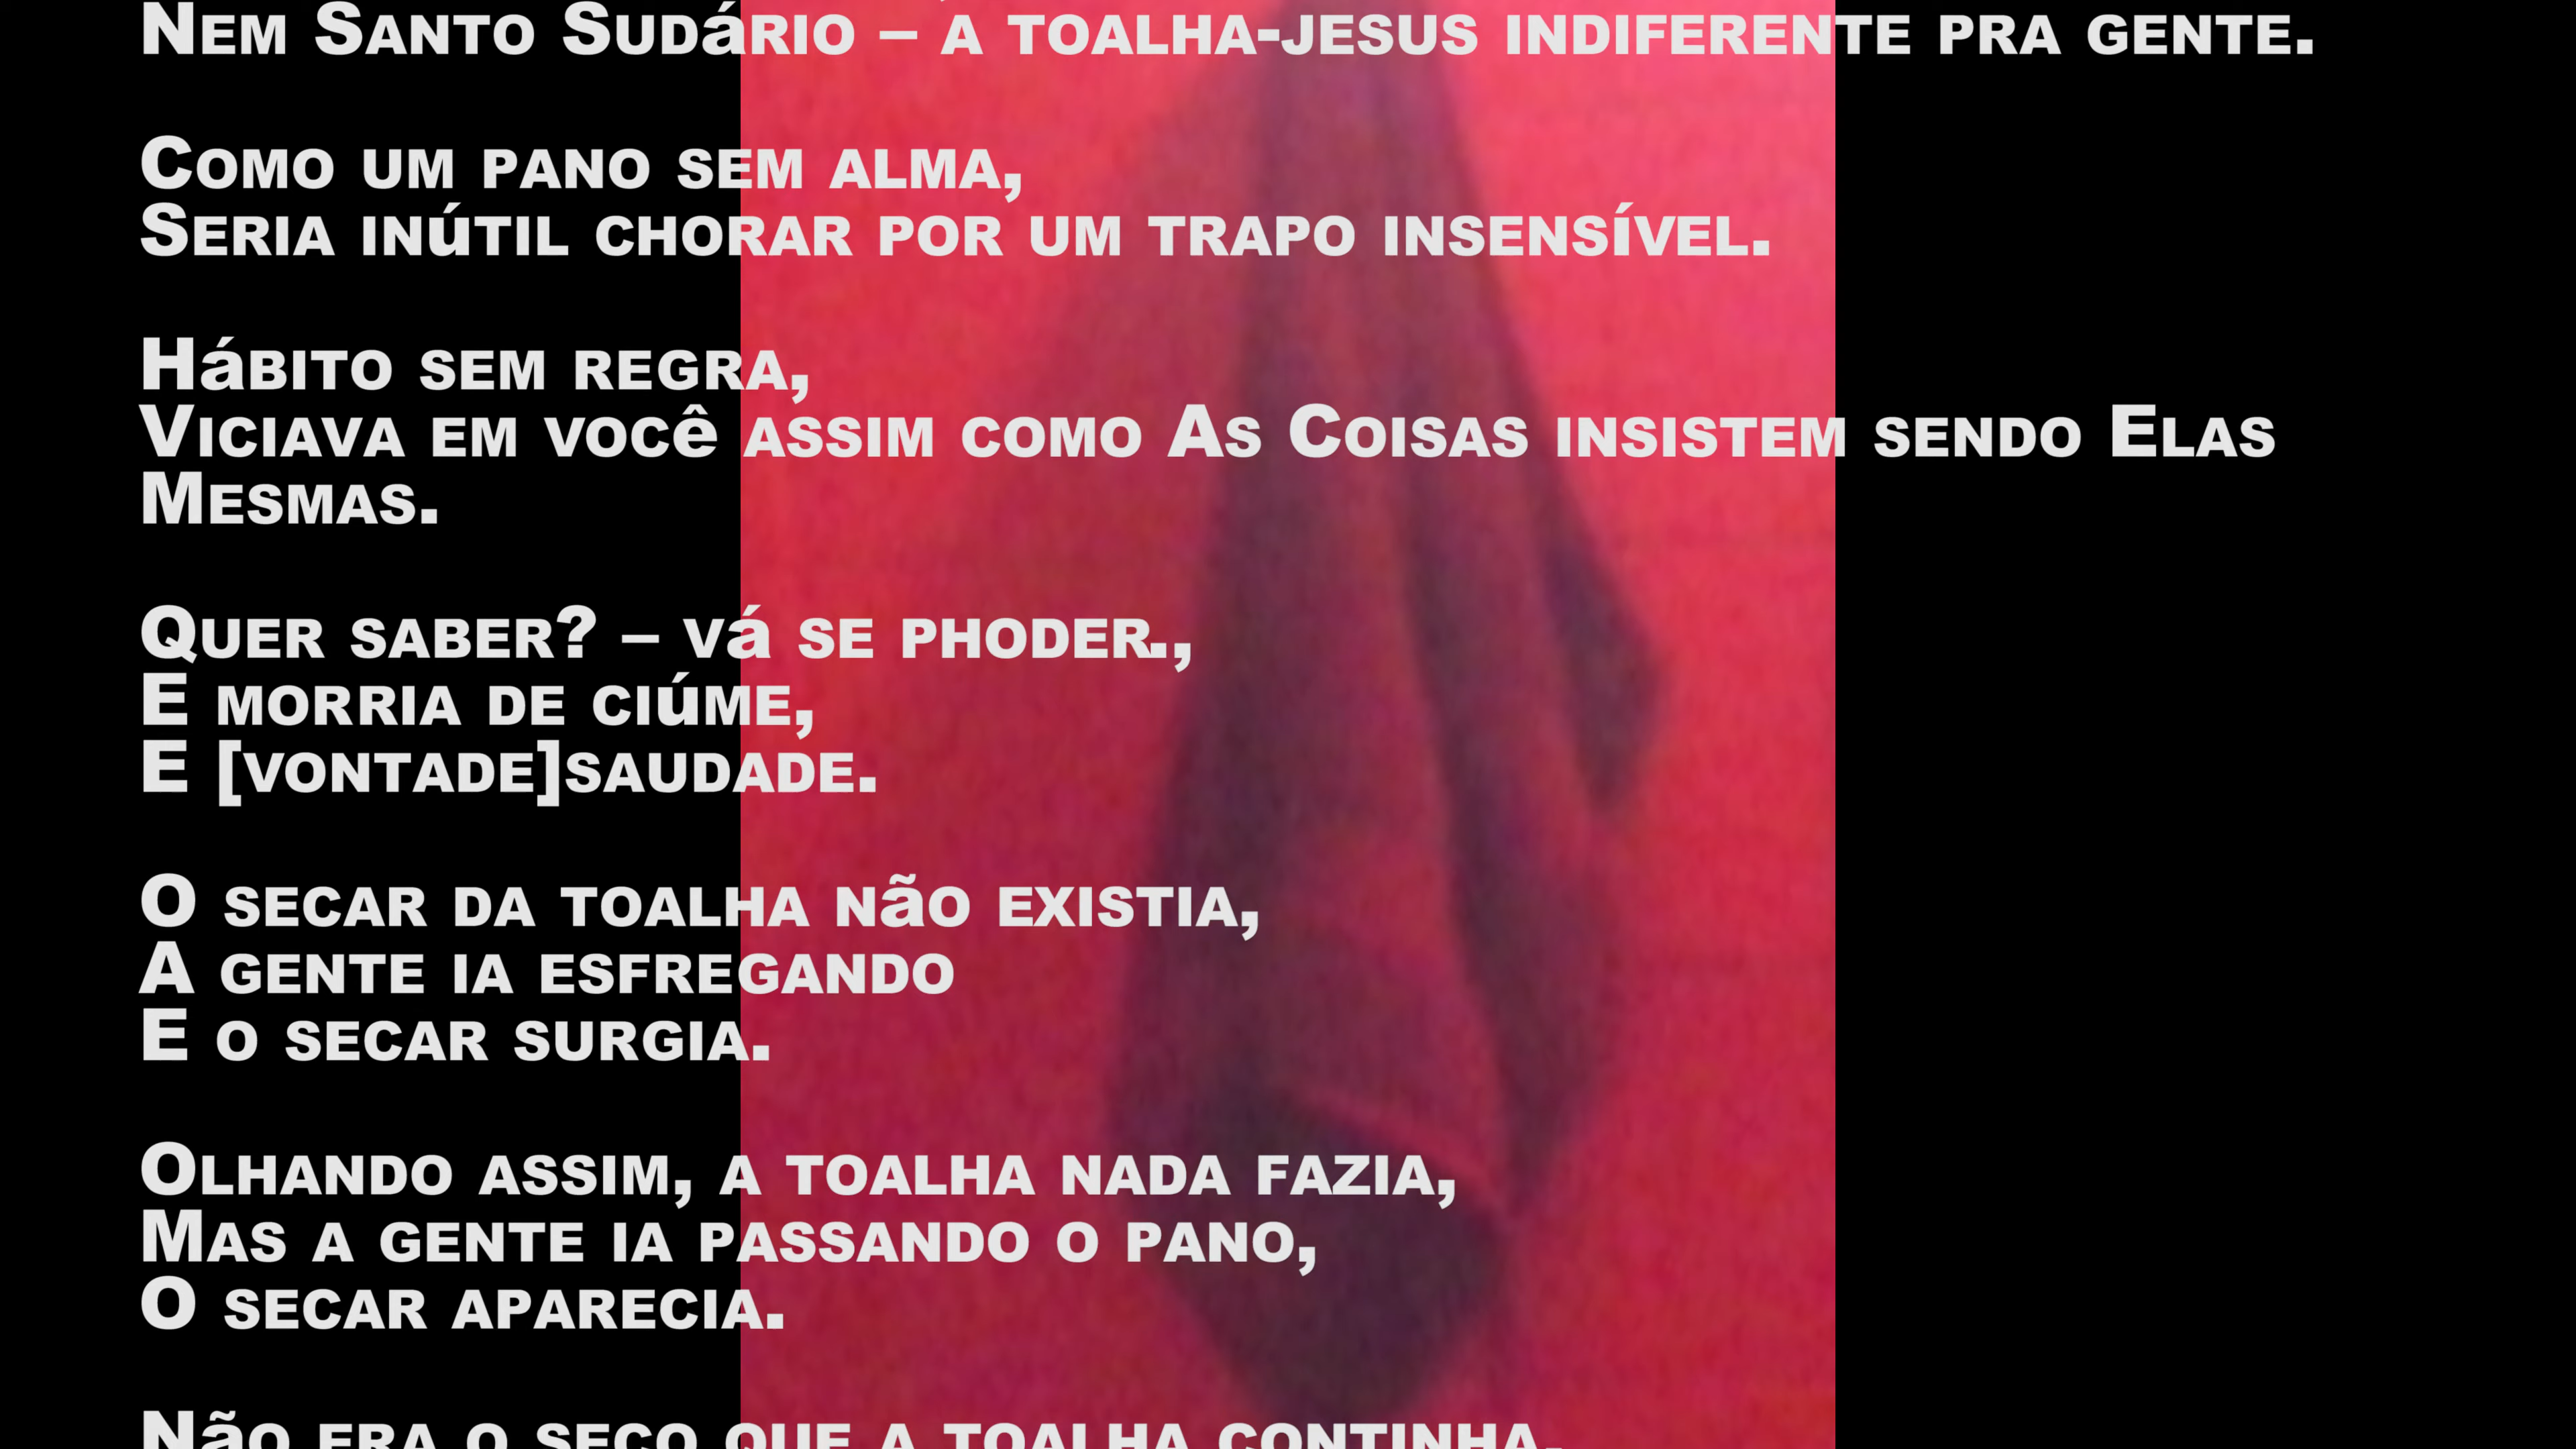 Nem Santo Sudário – a toalha-jesus indiferente pra gente.
Como um pano sem alma,
Seria inútil chorar por um trapo insensível.
Hábito sem regra,
Viciava em você assim como As Coisas insistem sendo Elas
Mesmas.
Quer saber? – vá se phoder.,
E morria de ciúme,
E [vontade]saudade.
O secar da toalha não existia,
A gente ia esfregando
E o secar surgia.
Olhando assim, a toalha nada fazia,
Mas a gente ia passando o pano,
O secar aparecia.
Não era o seco que a toalha continha,